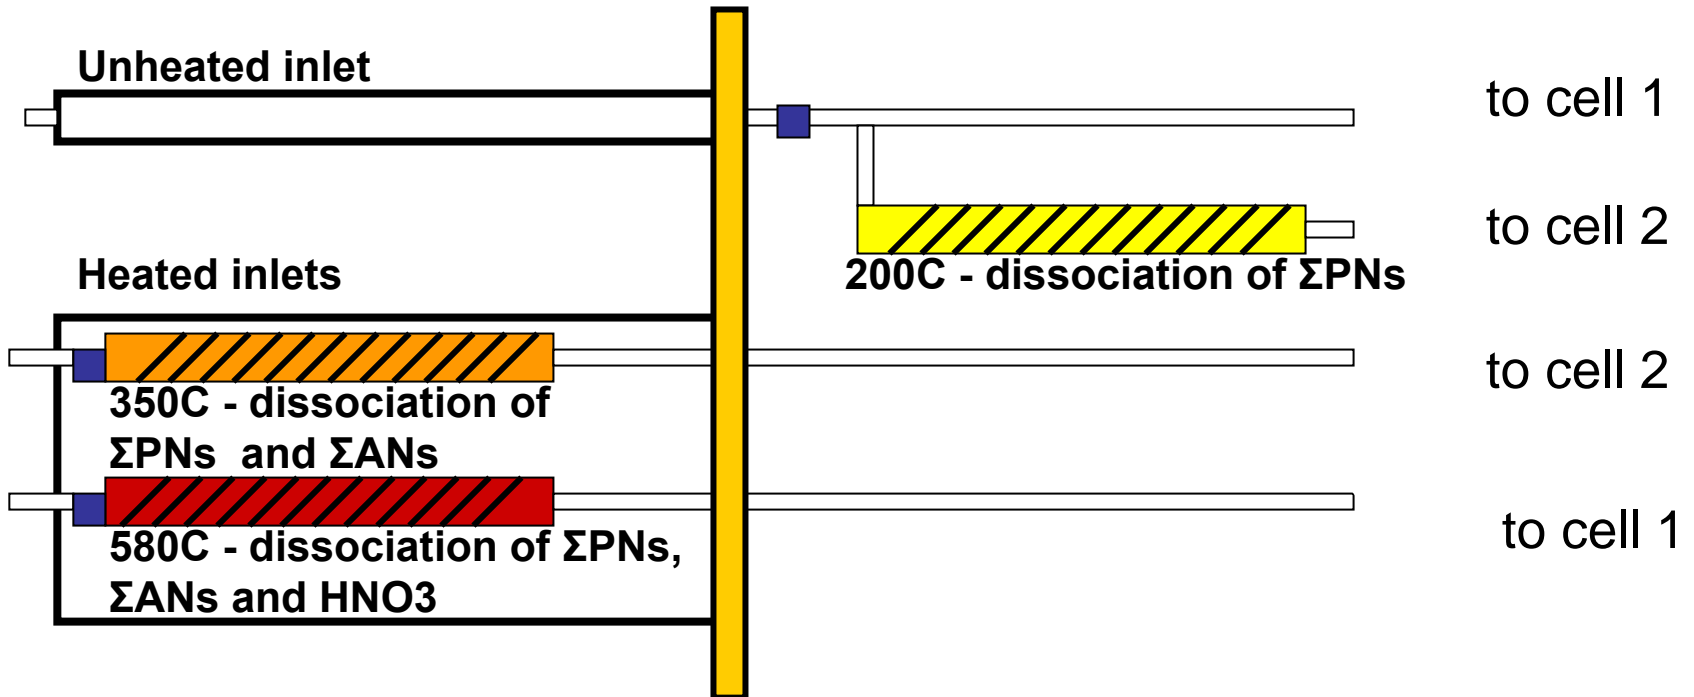 Unheated inlet
to cell 1
to cell 2
200C - dissociation of ΣPNs
Heated inlets
to cell 2
350C - dissociation of
ΣPNs and ΣANs
to cell 1
580C - dissociation of ΣPNs,
ΣANs and HNO3